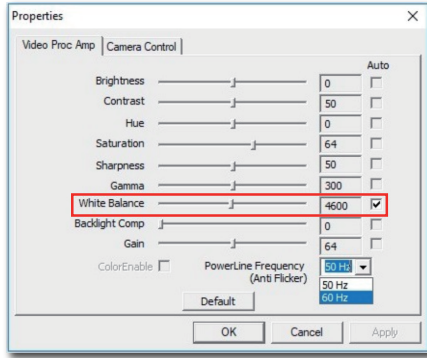 Properties
Video Proc Amp Camera Control
Auto
Brightness 0
Contrast 50
Hue 0
Saturation 64
Sharpness 50
Gamma 300
White Balance 4600
Backlight Comp 0
Gain 64
ColorEnable PowerLine Frequency 50 Hz
(Anti Flicker)
50 Hz
60 Hz
Default
OK Cancel Apply